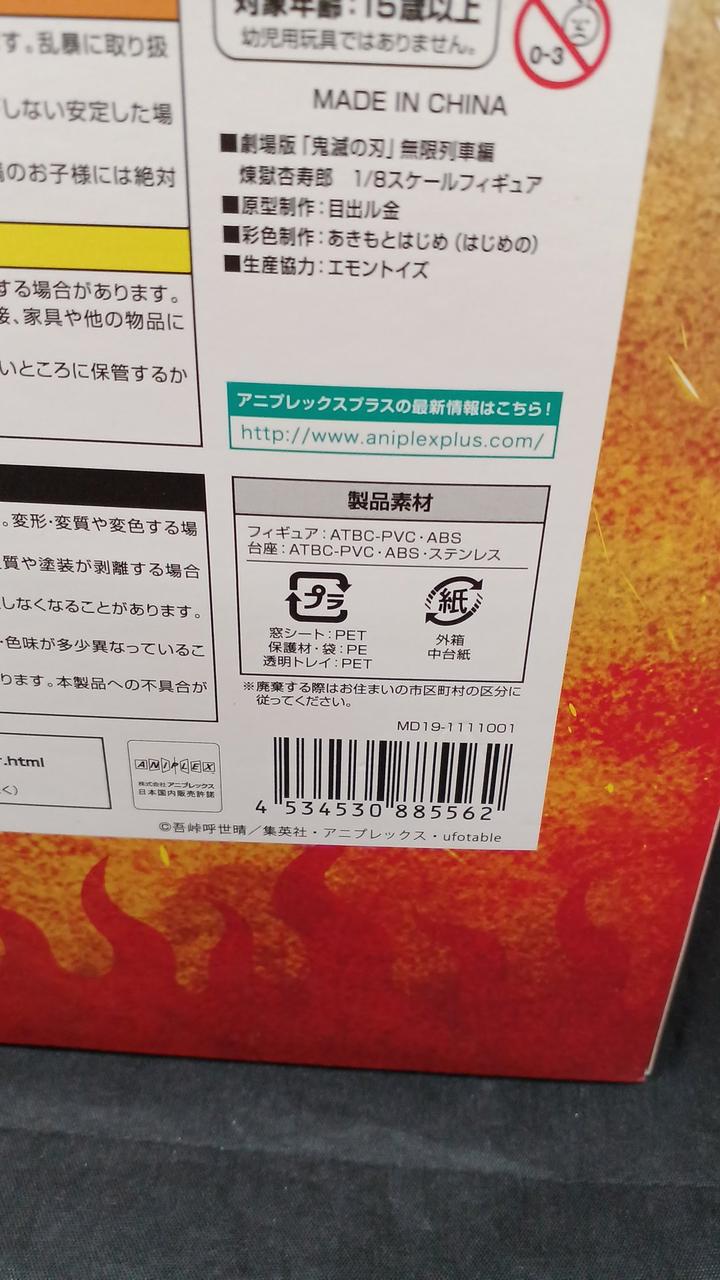 す。乱暴に取り扱
しない安定した場
のお子様には絶対
する場合があります。
、家具や他の物品に
いところに保管するか
。変形・変質や変色する場
質や塗装が剥離する場合
しなくなることがあります。
・色味が多少異なっているこ
ります。本製品への不具合が
.html
く）
対象年齢：15歳以上
幼児用玩具ではありません。
0-3
MADE IN CHINA
■劇場版「鬼滅の刃」無限列車編
煉獄杏寿郎 1/8スケールフィギュア
■原型制作：目出ル金
■彩色制作：あきもとはじめ（はじめの）
■生産協力：エモントイズ
アニプレックスプラスの最新情報はこちら！
http://www.aniplexplus.com/
製品素材
フィギュア：ATBC-PVC・ABS
台座：ATBC-PVC・ABS・ステンレス
プラ
紙
窓シート：PET
保護材・袋：PE
透明トレイ：PET
外箱
中台紙
※廃棄する際はお住まいの市区町村の区分に
従ってください。
MD19-1111001
ANIPLEX
株式会社 アニプレックス
日本国内販売許諾
4 534530 885562
©吾峠呼世晴／集英社・アニプレックス・ufotable